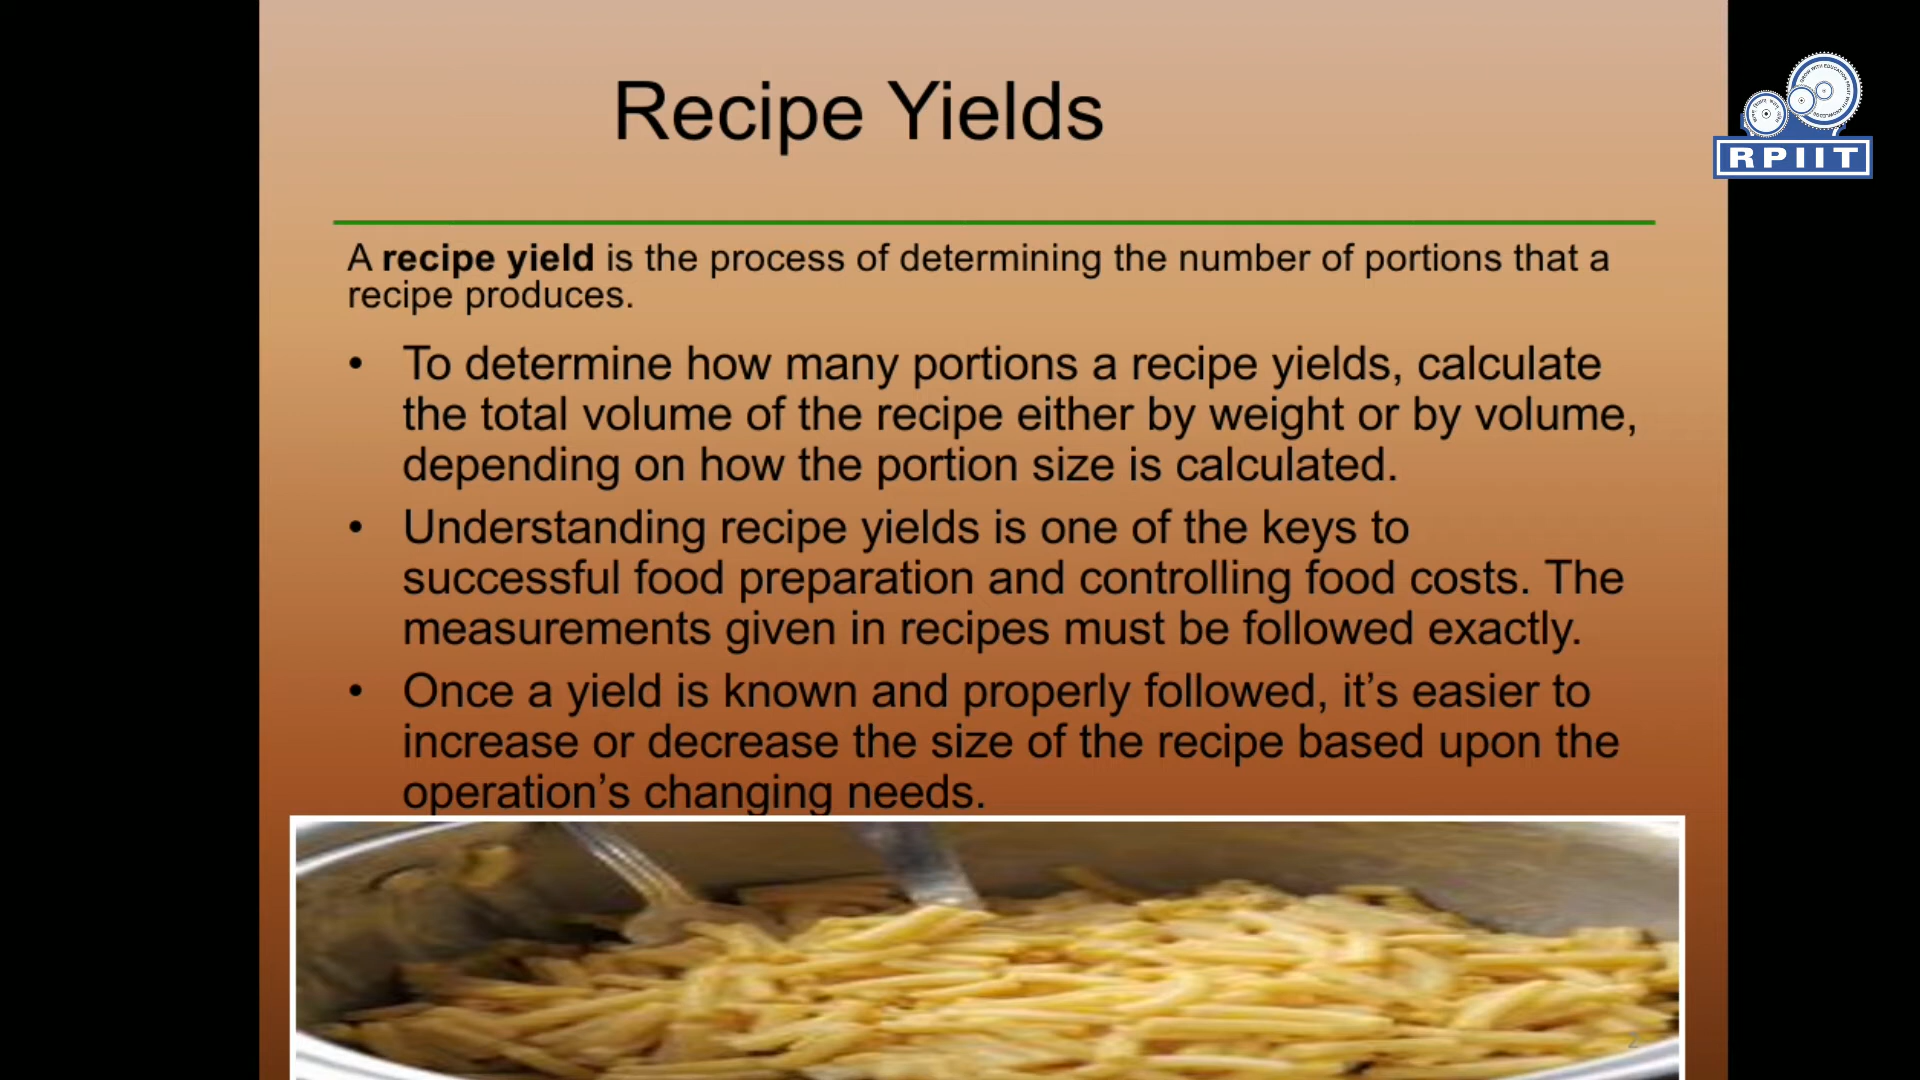 Recipe Yields
RPIIT
A recipe yield is the process of determining the number of portions that a
recipe produces.
• To determine how many portions a recipe yields, calculate
the total volume of the recipe either by weight or by volume,
depending on how the portion size is calculated.
• Understanding recipe yields is one of the keys to
successful food preparation and controlling food costs. The
measurements given in recipes must be followed exactly.
• Once a yield is known and properly followed, it’s easier to
increase or decrease the size of the recipe based upon the
operation’s changing needs.
2